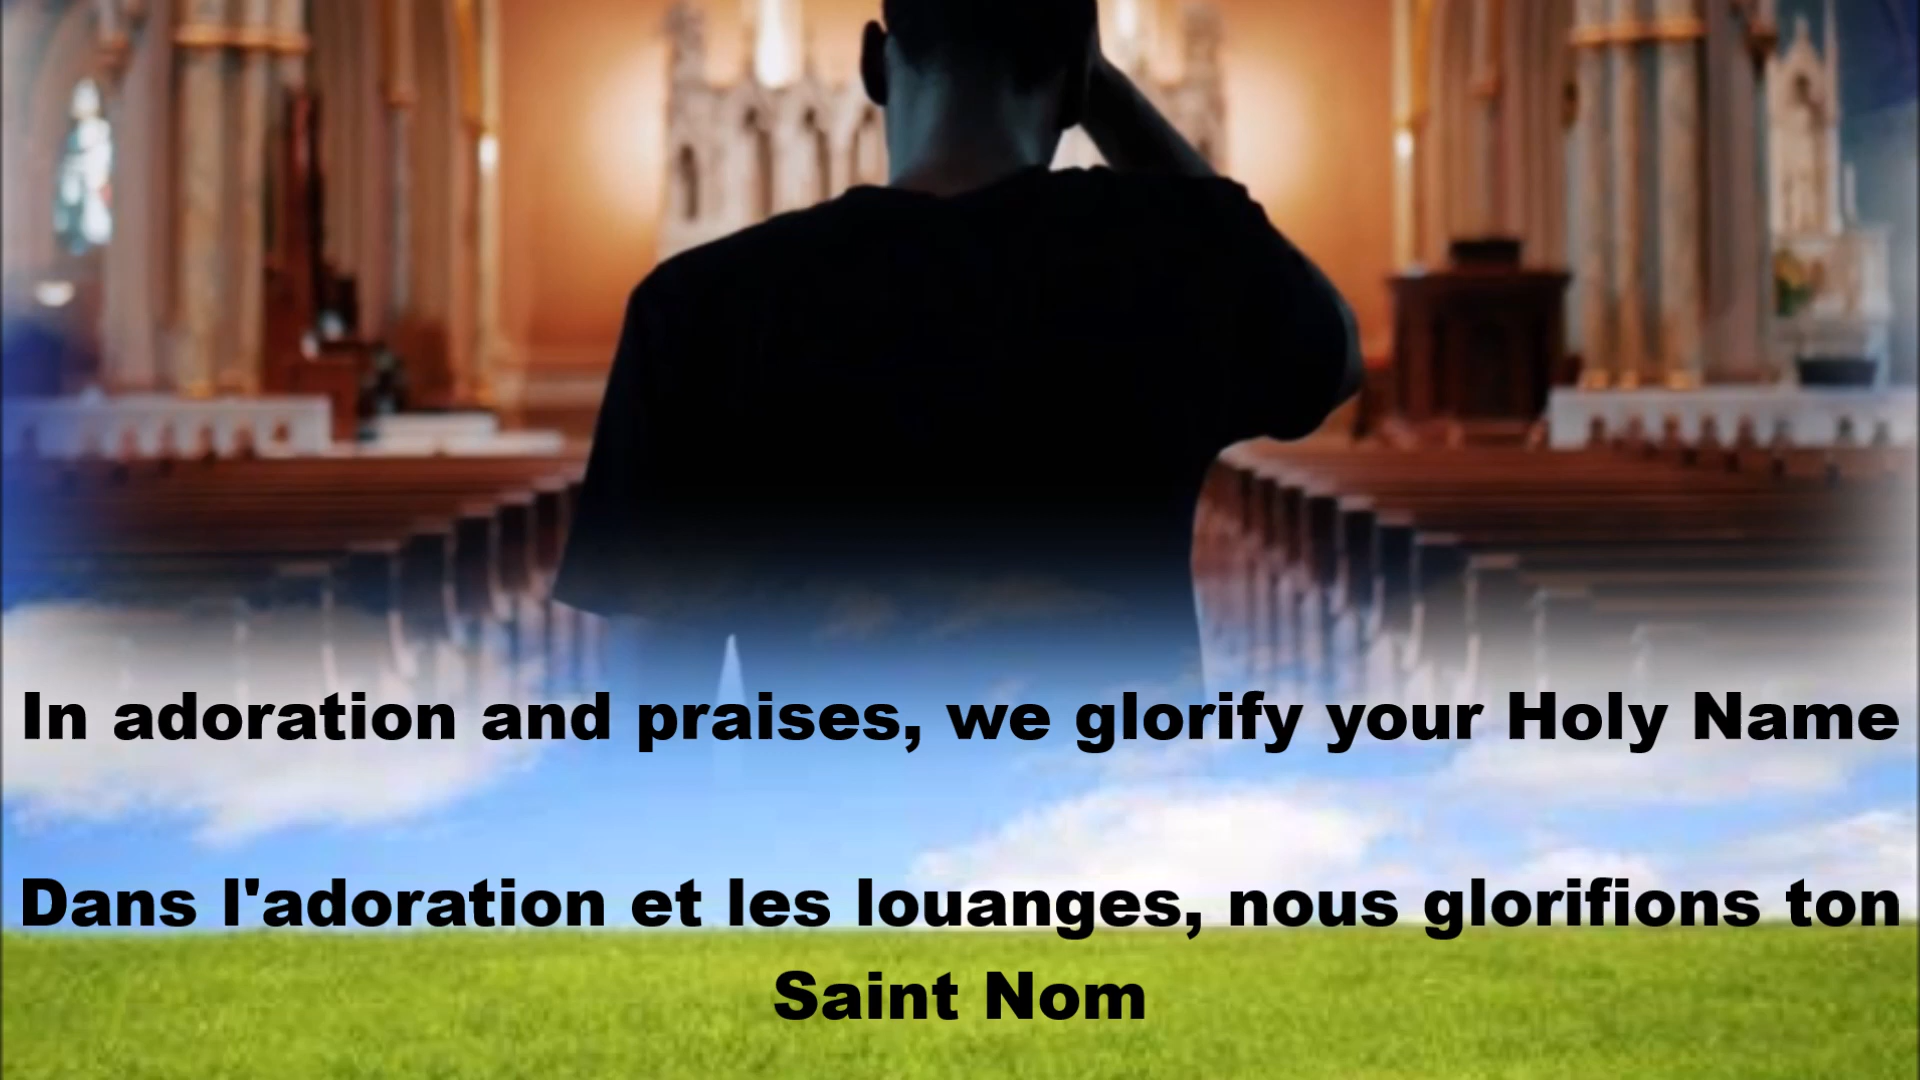 In adoration and praises, we glorify your Holy Name
Dans l'adoration et les louanges, nous glorifions ton
Saint Nom